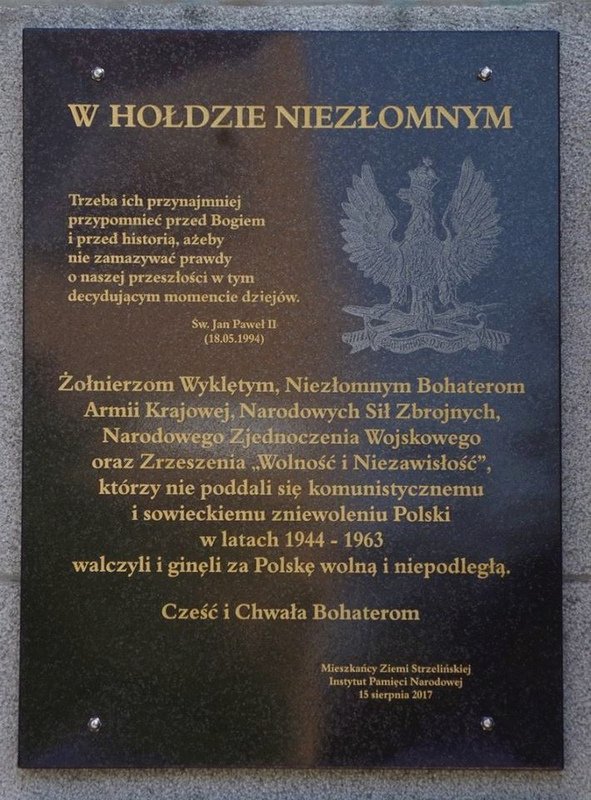 W HOŁDZIE NIEZŁOMNYM
Trzeba ich przynajmniej
przypomnieć przed Bogiem
i przed historią, ażeby
nie zamazywać prawdy
o naszej przeszłości w tym
decydującym momencie dziejów.
Św. Jan Paweł II
(18.05.1994)
Żołnierzom Wyklętym, Niezłomnym Bohaterom
Armii Krajowej, Narodowych Sił Zbrojnych,
Narodowego Zjednoczenia Wojskowego
oraz Zrzeszenia „Wolność i Niezawisłość”,
którzy nie poddali się komunistycznemu
i sowieckiemu zniewoleniu Polski
w latach 1944 - 1963
walczyli i ginęli za Polskę wolną i niepodległą.
Cześć i Chwała Bohaterom
Mieszkańcy Ziemi Strzelińskiej
Instytut Pamięci Narodowej
15 sierpnia 2017